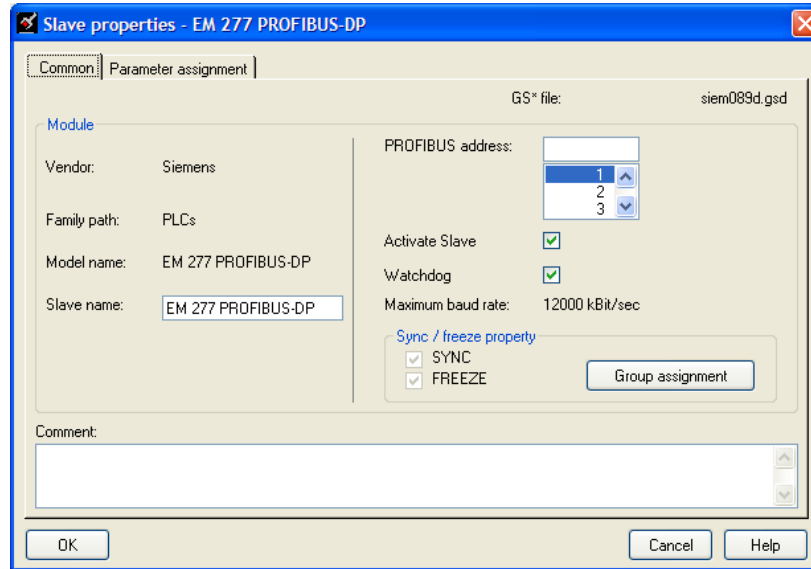 Slave properties - EM 277 PROFIBUS-DP
Common
Parameter assignment
GS* file:
siem089d.gsd
Module
Vendor:
Siemens
Family path:
PLCs
Model name:
EM 277 PROFIBUS-DP
Slave name:
EM 277 PROFIBUS-DP
PROFIBUS address:
1
2
3
Activate Slave
Watchdog
Maximum baud rate:
12000 kBit/sec
Sync / freeze property
SYNC
FREEZE
Group assignment
Comment:
OK
Cancel
Help